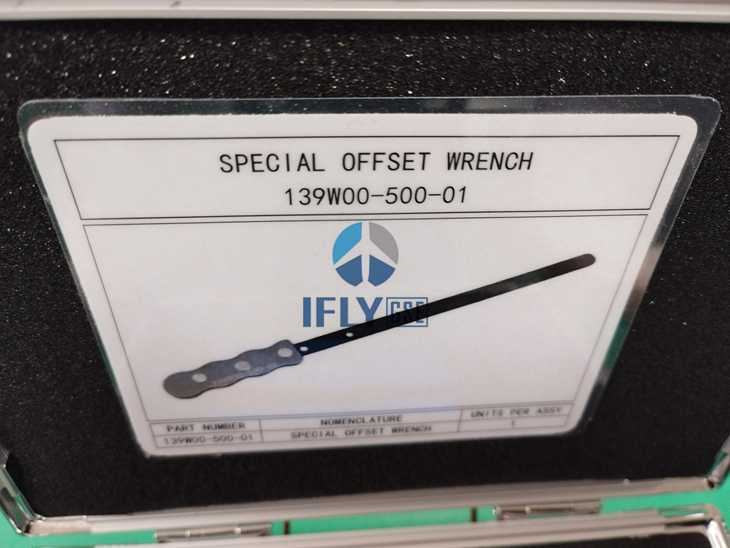 SPECIAL OFFSET WRENCH
139W00-500-01
IFLY GSE
PART NUMBER NOMENCLATURE UNITS PER ASSY
139W00-500-01 SPECIAL OFFSET WRENCH 1